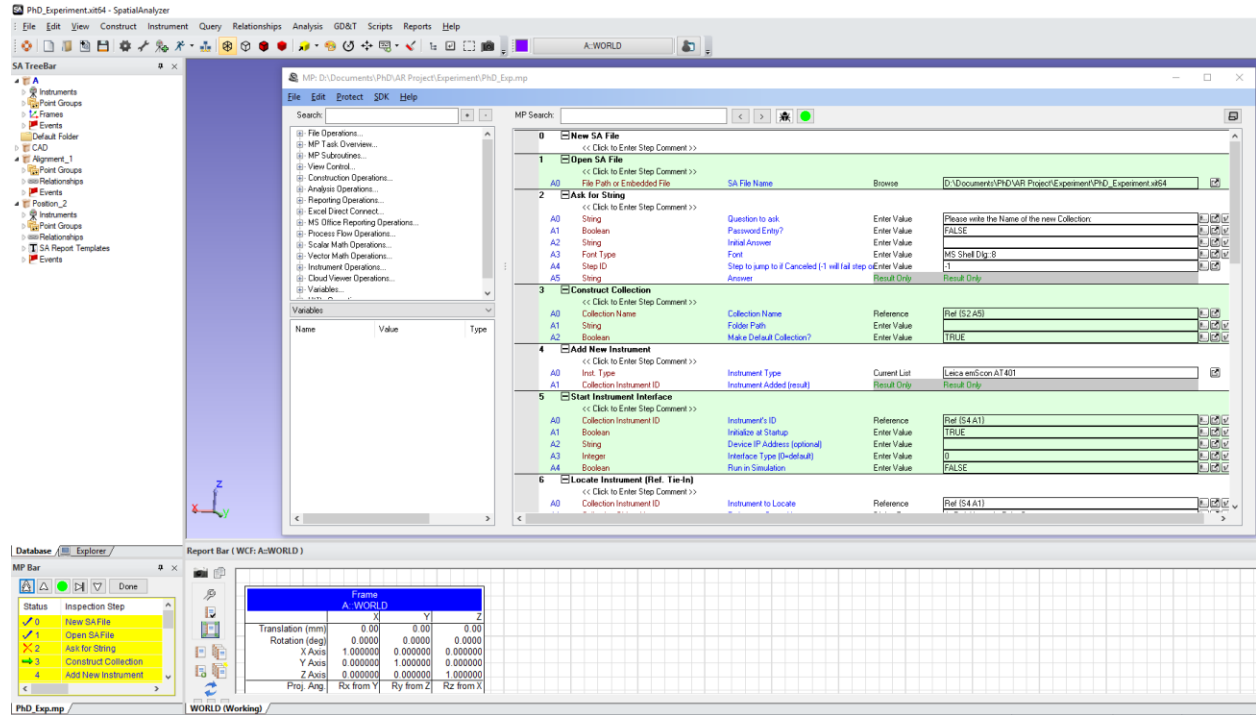 PhD_Experiment.xit64 - SpatialAnalyzer
File Edit View Construct Instrument Query Relationships Analysis GD&T Scripts Reports Help
A::WORLD
SA TreeBar
A
Instruments
Point Groups
Frames
Events
Default Folder
CAD
Alignment_1
Point Groups
Relationships
Events
Position_2
Instruments
Point Groups
Relationships
SA Report Templates
Events
Database Explorer
MP: D:\Documents\PhD\AR Project\Experiment\PhD_Exp.mp
File Edit Protect SDK Help
Search:
File Operations...
MP Task Overview...
MP Subroutines...
View Control...
Construction Operations...
Analysis Operations...
Reporting Operations...
Excel Direct Connect...
MS Office Reporting Operations...
Process Flow Operations...
Scalar Math Operations...
Vector Math Operations...
Instrument Operations...
Cloud Viewer Operations...
Variables...
Variables
Name Value Type
MP Search:
0 New SA File
<< Click to Enter Step Comment >>
1 Open SA File
<< Click to Enter Step Comment >>
A0 File Path or Embedded File SA File Name Browse D:\Documents\PhD\AR Project\Experiment\PhD_Experiment.xit64
2 Ask for String
<< Click to Enter Step Comment >>
A0 String Question to ask Enter Value Please write the Name of the new Collection:
A1 Boolean Password Entry? Enter Value FALSE
A2 String Initial Answer Enter Value
A3 Font Type Font Enter Value MS Shell Dlg::8
A4 Step ID Step to jump to if Canceled (-1 will fail step or Enter Value -1
A5 String Answer Result Only Result Only
3 Construct Collection
<< Click to Enter Step Comment >>
A0 Collection Name Collection Name Reference Ref (S2 A5)
A1 String Folder Path Enter Value
A2 Boolean Make Default Collection? Enter Value TRUE
4 Add New Instrument
<< Click to Enter Step Comment >>
A0 Inst. Type Instrument Type Current List Leica emScon AT401
A1 Collection Instrument ID Instrument Added (result) Result Only Result Only
5 Start Instrument Interface
<< Click to Enter Step Comment >>
A0 Collection Instrument ID Instrument's ID Reference Ref (S4 A1)
A1 Boolean Initialize at Startup Enter Value TRUE
A2 String Device IP Address (optional) Enter Value
A3 Integer Interface Type (0=default) Enter Value 0
A4 Boolean Run in Simulation Enter Value FALSE
6 Locate Instrument (Ref. Tie-In)
<< Click to Enter Step Comment >>
A0 Collection Instrument ID Instrument to Locate Reference Ref (S4 A1)
Z
X
Y
MP Bar
Done
Status Inspection Step
0 New SA File
1 Open SA File
2 Ask for String
3 Construct Collection
4 Add New Instrument
PhD_Exp.mp
Report Bar ( WCF: A::WORLD )
Frame
A::WORLD
X Y Z
Translation (mm) 0.00 0.00 0.00
Rotation (deg) 0.0000 0.0000 0.0000
X Axis 1.000000 0.000000 0.000000
Y Axis 0.000000 1.000000 0.000000
Z Axis 0.000000 0.000000 1.000000
Proj. Ang. Rx from Y Ry from Z Rz from X
WORLD (Working)